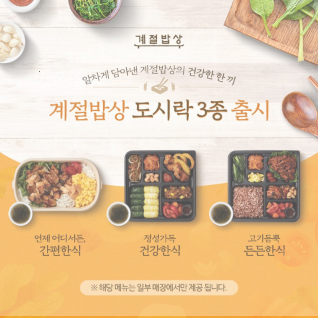 계절밥상
알차게 담아낸 계절밥상의 건강한 한 끼
계절밥상 도시락 3종 출시
언제 어디서든,
간편한식
정성가득
건강한식
고기듬뿍
든든한식
※ 해당 메뉴는 일부 매장에서만 제공 됩니다.